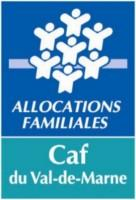 ALLOCATIONS
FAMILIALES
Caf
du Val-de-Marne